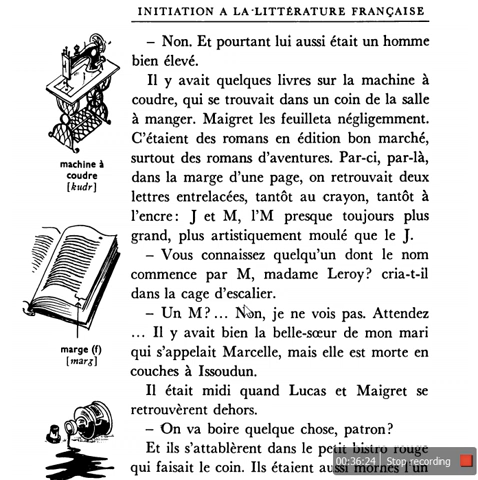 INITIATION A LA LITTÉRATURE FRANÇAISE
– Non. Et pourtant lui aussi était un homme
bien élevé.
Il y avait quelques livres sur la machine à
coudre, qui se trouvait dans un coin de la salle
à manger. Maigret les feuilleta négligemment.
C'étaient des romans en édition bon marché,
surtout des romans d'aventures. Par-ci, par-là,
dans la marge d'une page, on retrouvait deux
lettres entrelacées, tantôt au crayon, tantôt à
l'encre: J et M, l'M presque toujours plus
grand, plus artistiquement moulé que le J.
– Vous connaissez quelqu'un dont le nom
commence par M, madame Leroy? cria-t-il
dans la cage d'escalier.
– Un M?... Non, je ne vois pas. Attendez
... Il y avait bien la belle-sœur de mon mari
qui s'appelait Marcelle, mais elle est morte en
couches à Issoudun.
Il était midi quand Lucas et Maigret se
retrouvèrent dehors.
– On va boire quelque chose, patron?
Et ils s'attablèrent dans le petit bistro rouge
qui faisait le coin. Ils étaient aussi mornes l'un
machine à
coudre
[kudr]
marge (f)
[marʒ]
00:36:24 Stop recording